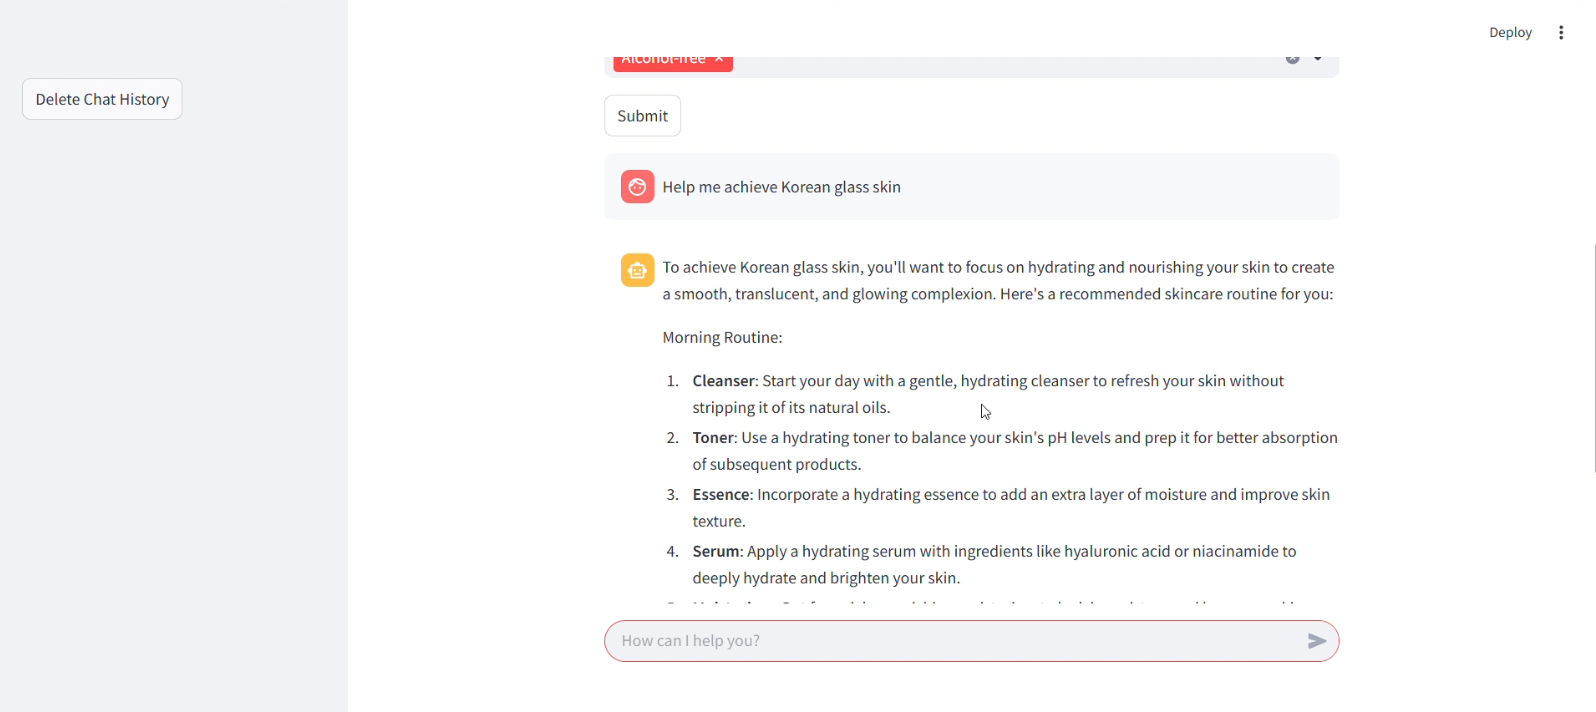 Deploy
Alcohol-free ×
Delete Chat History
Submit
Help me achieve Korean glass skin
To achieve Korean glass skin, you'll want to focus on hydrating and nourishing your skin to create
a smooth, translucent, and glowing complexion. Here's a recommended skincare routine for you:
Morning Routine:
1. Cleanser: Start your day with a gentle, hydrating cleanser to refresh your skin without
stripping it of its natural oils.
2. Toner: Use a hydrating toner to balance your skin's pH levels and prep it for better absorption
of subsequent products.
3. Essence: Incorporate a hydrating essence to add an extra layer of moisture and improve skin
texture.
4. Serum: Apply a hydrating serum with ingredients like hyaluronic acid or niacinamide to
deeply hydrate and brighten your skin.
How can I help you?